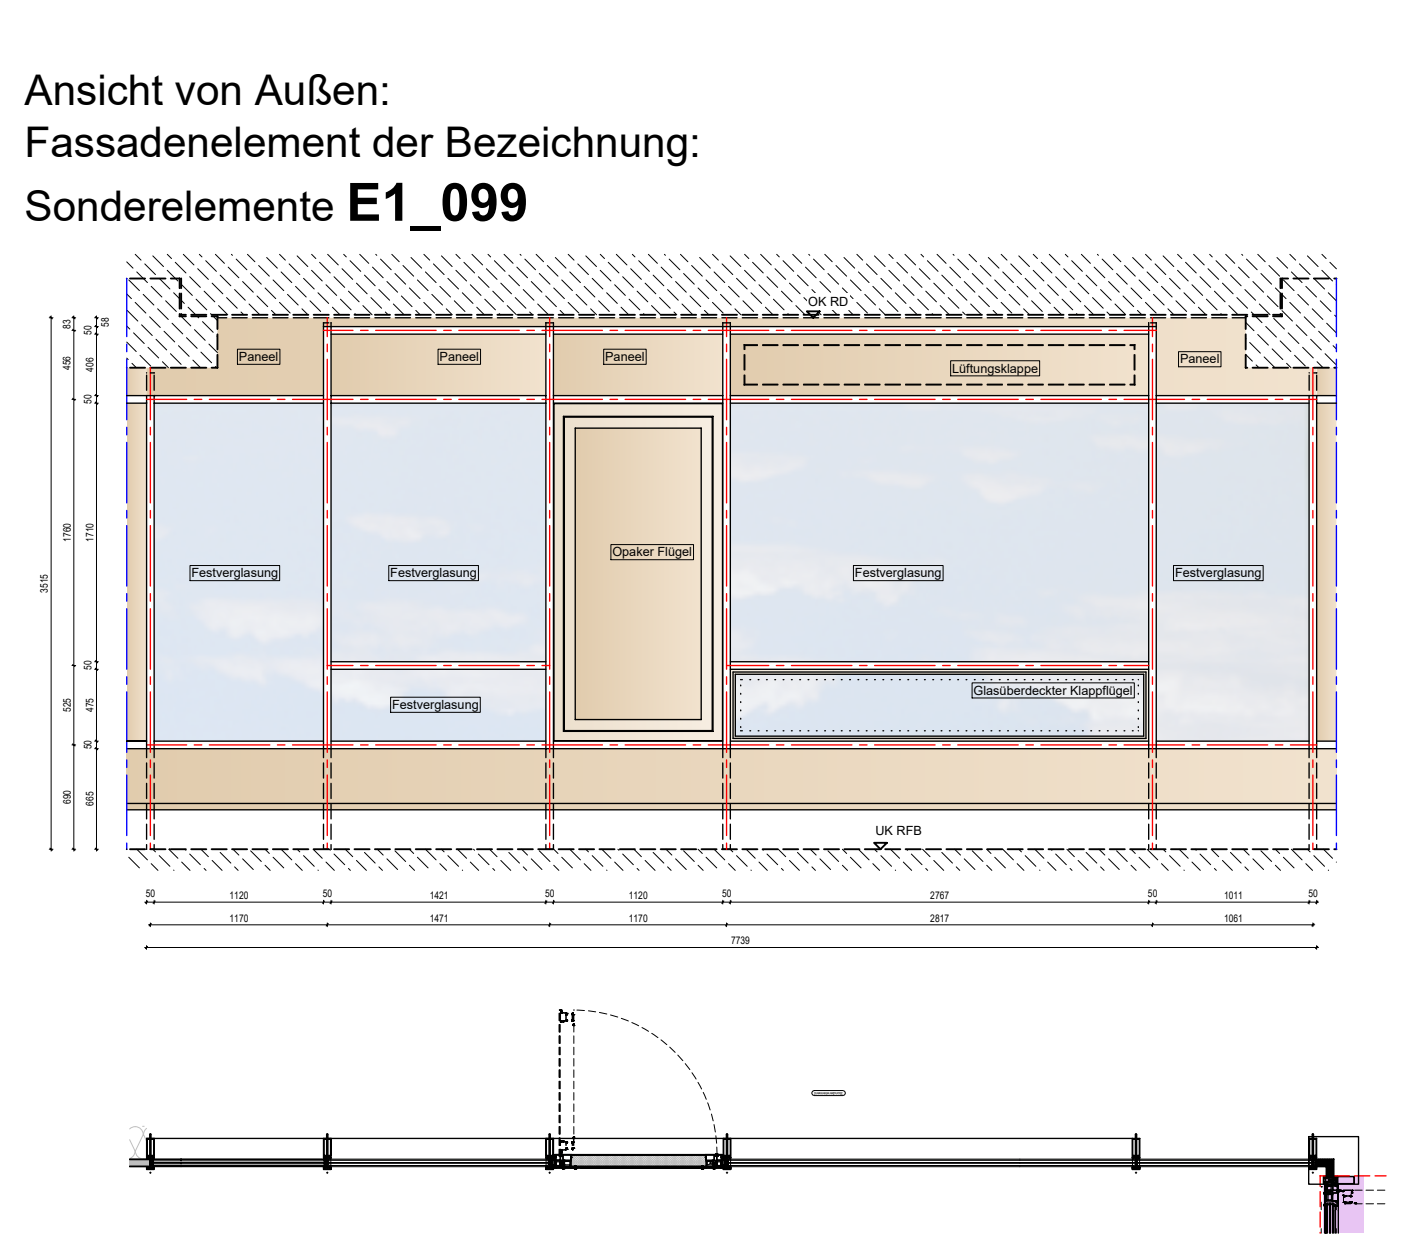 Ansicht von Außen:
Fassadenelement der Bezeichnung:
Sonderelemente E1_099
OK RD
83 50 58
Paneel Paneel Paneel Lüftungsklappe Paneel
456 406
50
3515 1760 1710
Opaker Flügel
Festverglasung Festverglasung Festverglasung Festverglasung
50
525 475
Festverglasung Glasüberdeckter Klappflügel
50
690 665
UK RFB
50 1120 50 1421 50 1120 50 2767 50 1011 50
1170 1471 1170 2817 1061
7739